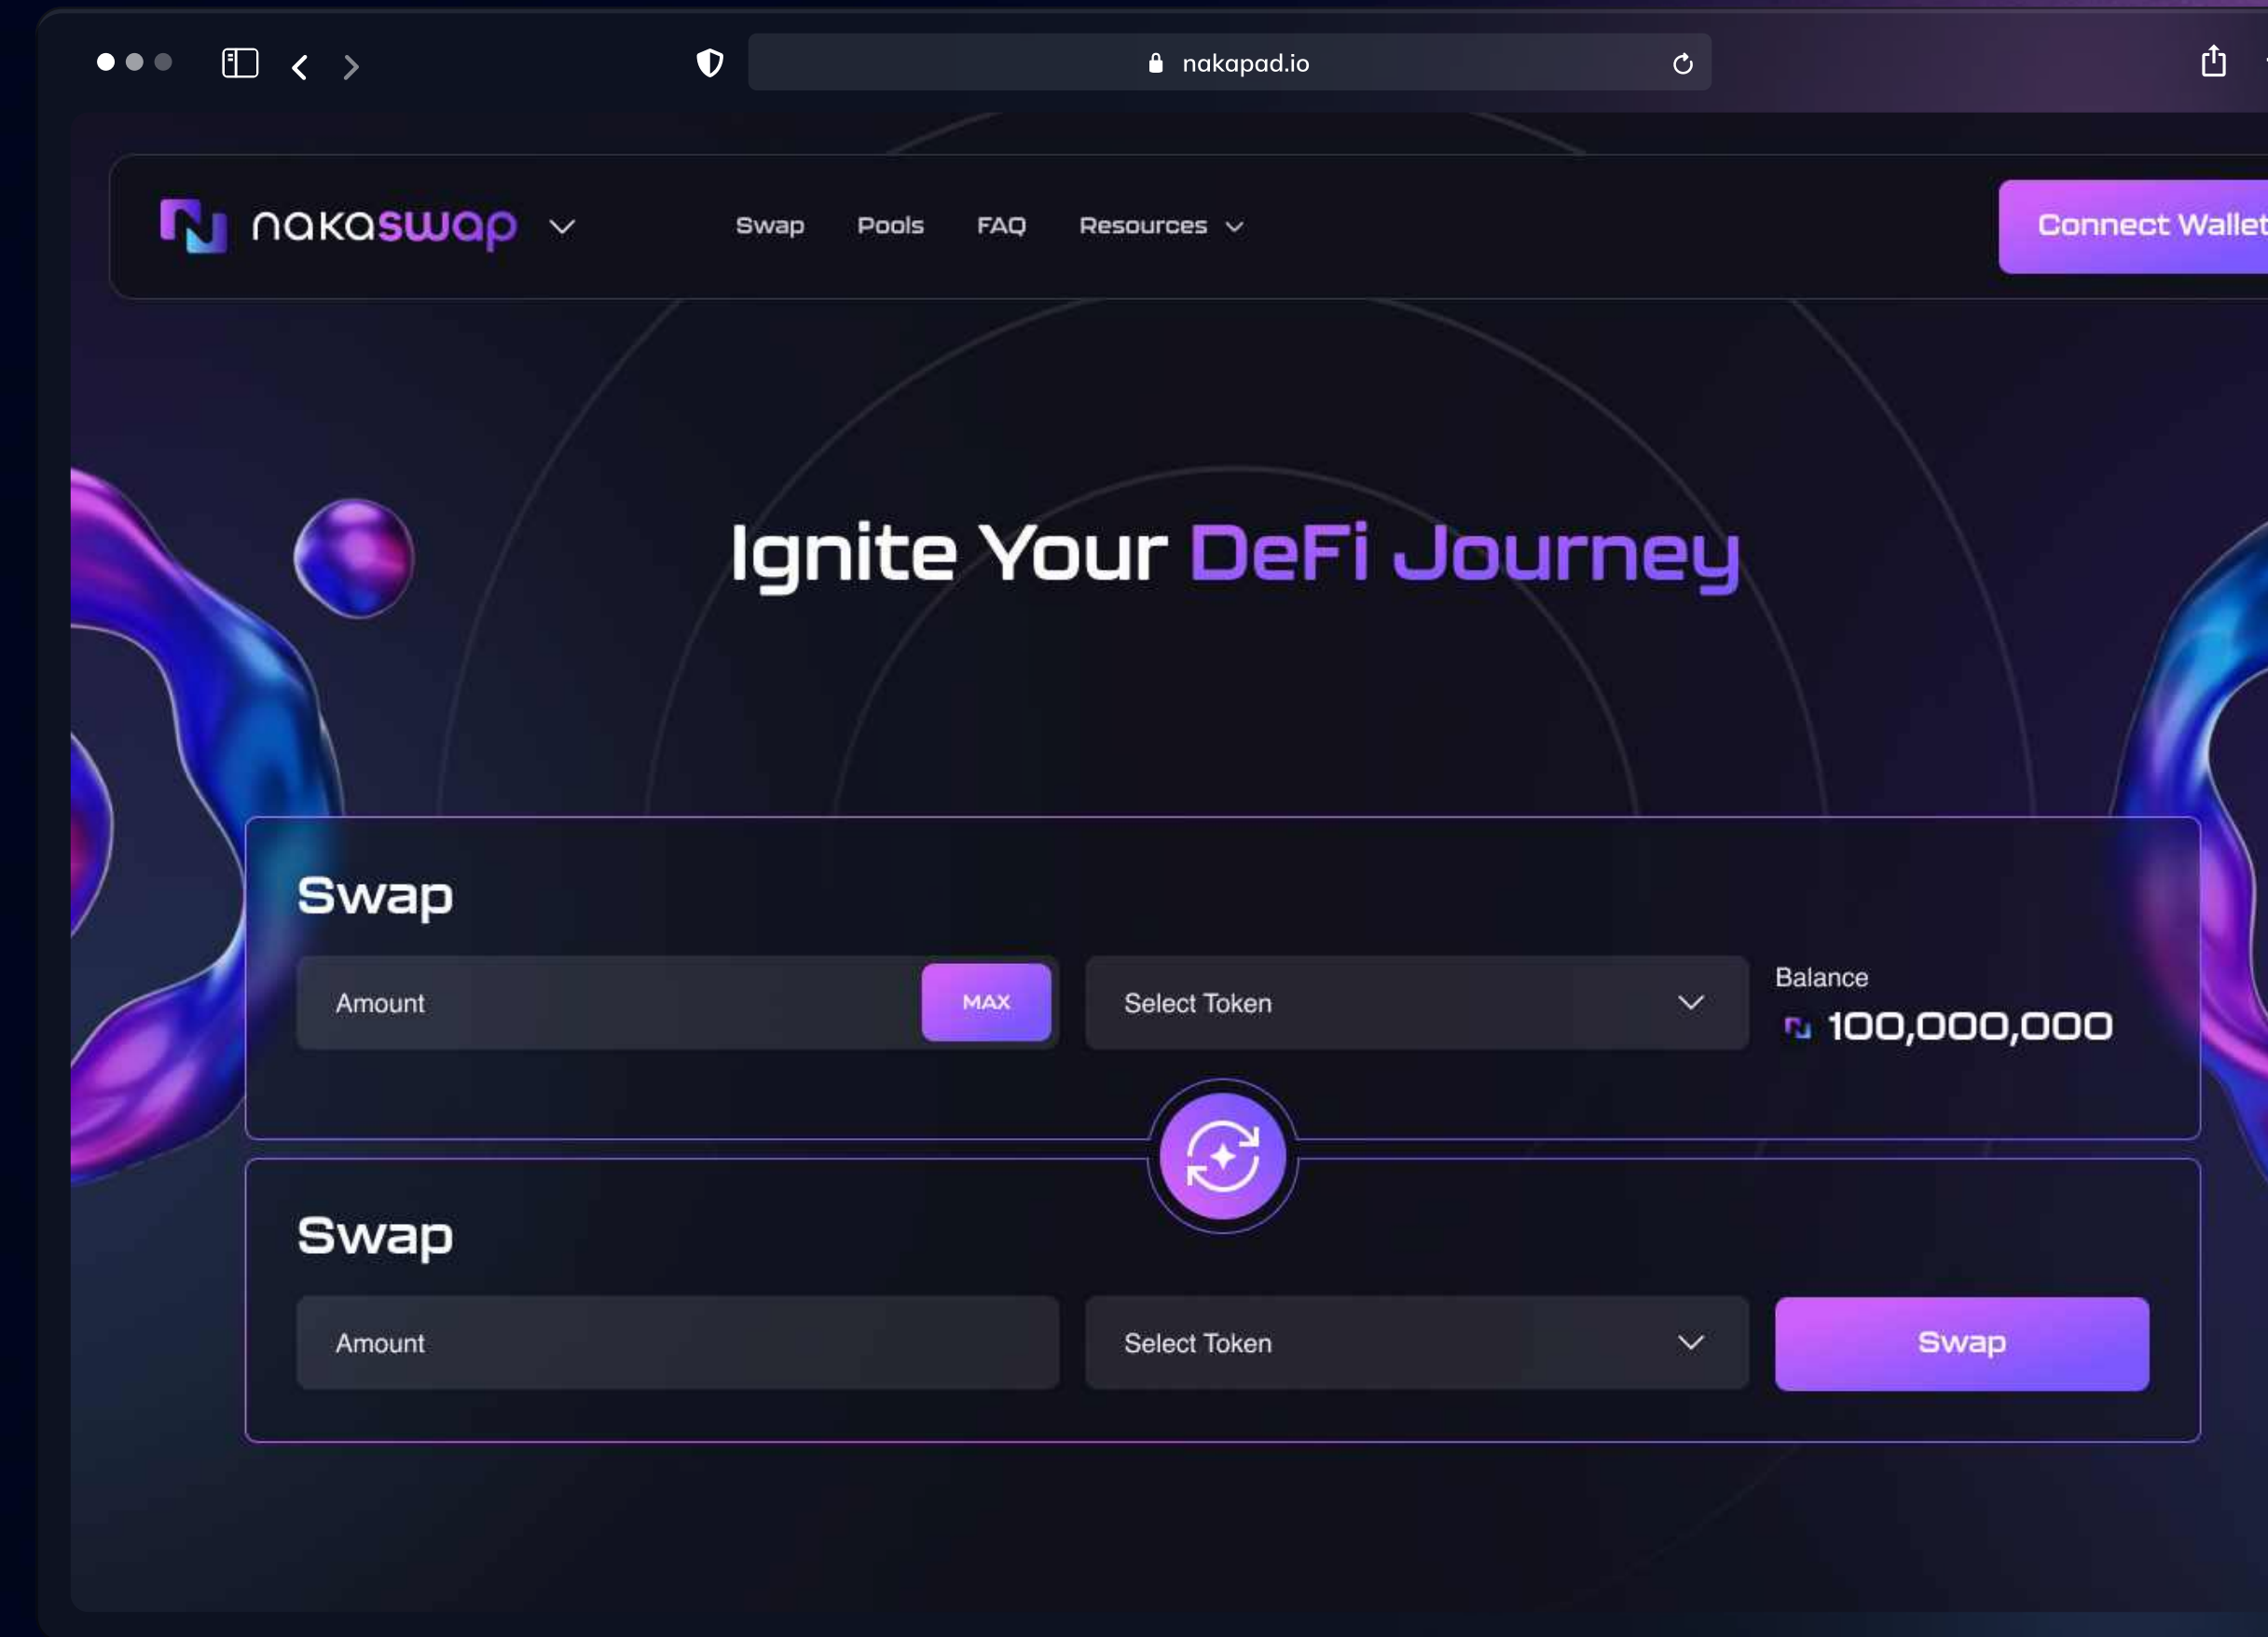 nakapad.io
nakaswap Swap Pools FAQ Resources Connect Wallet
Ignite Your DeFi Journey
Swap
Amount MAX Select Token Balance
100,000,000
Swap
Amount Select Token Swap